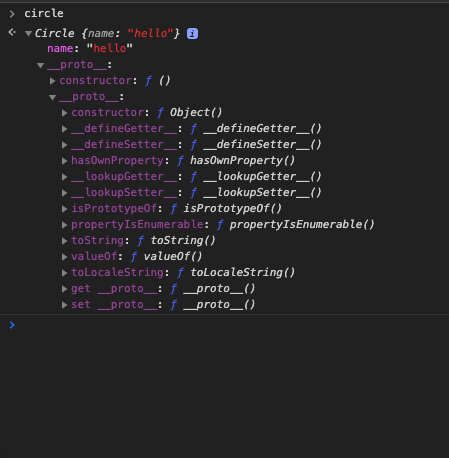 circle
Circle {name: "hello"} i
name: "hello"
__proto__:
constructor: ƒ ()
__proto__:
constructor: ƒ Object()
__defineGetter__: ƒ __defineGetter__()
__defineSetter__: ƒ __defineSetter__()
hasOwnProperty: ƒ hasOwnProperty()
__lookupGetter__: ƒ __lookupGetter__()
__lookupSetter__: ƒ __lookupSetter__()
isPrototypeOf: ƒ isPrototypeOf()
propertyIsEnumerable: ƒ propertyIsEnumerable()
toString: ƒ toString()
valueOf: ƒ valueOf()
toLocaleString: ƒ toLocaleString()
get __proto__: ƒ __proto__()
set __proto__: ƒ __proto__()